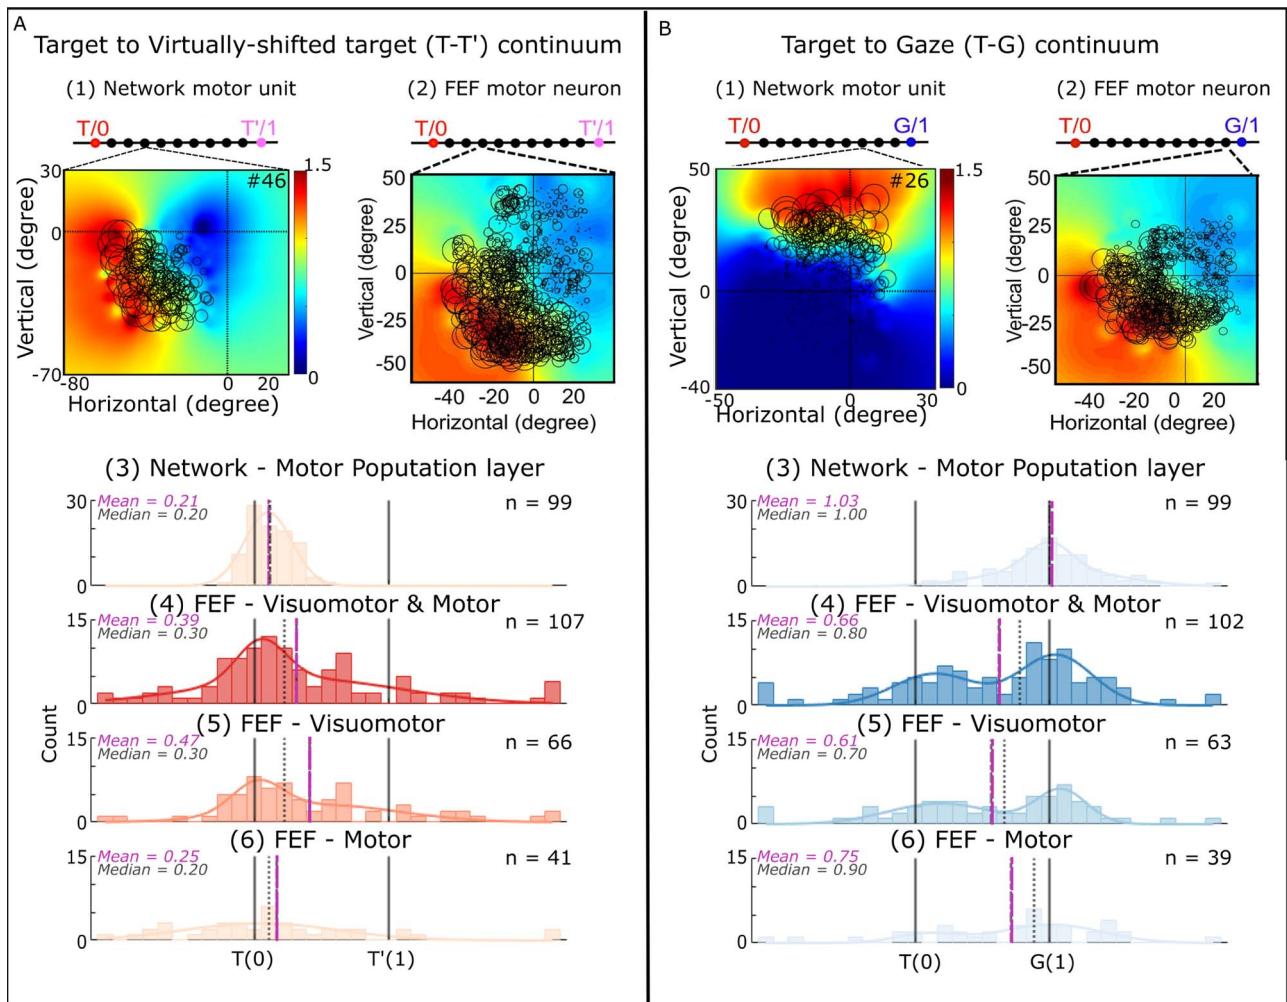 A
Target to Virtually-shifted target (T-T') continuum
(1) Network motor unit
(2) FEF motor neuron
T/0
T'/1
T/0
T'/1
30
0
-70
-80
0
20
#46
1.5
0
Vertical (degree)
Horizontal (degree)
50
25
0
-25
-50
-40
-20
0
20
Vertical (degree)
Horizontal (degree)
(3) Network - Motor Poputation layer
30
0
Mean = 0.21
Median = 0.20
n = 99
(4) FEF - Visuomotor & Motor
15
0
Mean = 0.39
Median = 0.30
n = 107
(5) FEF - Visuomotor
15
0
Mean = 0.47
Median = 0.30
n = 66
(6) FEF - Motor
15
0
Mean = 0.25
Median = 0.20
n = 41
Count
T(0)
T'(1)
B
Target to Gaze (T-G) continuum
(1) Network motor unit
(2) FEF motor neuron
T/0
G/1
T/0
G/1
50
0
-40
-50
0
30
#26
1.5
0
Vertical (degree)
Horizontal (degree)
50
25
0
-25
-50
-40
-20
0
20
Vertical (degree)
Horizontal (degree)
(3) Network - Motor Poputation layer
30
0
Mean = 1.03
Median = 1.00
n = 99
(4) FEF - Visuomotor & Motor
15
0
Mean = 0.66
Median = 0.80
n = 102
(5) FEF - Visuomotor
15
0
Mean = 0.61
Median = 0.70
n = 63
(6) FEF - Motor
15
0
Mean = 0.75
Median = 0.90
n = 39
Count
T(0)
G(1)